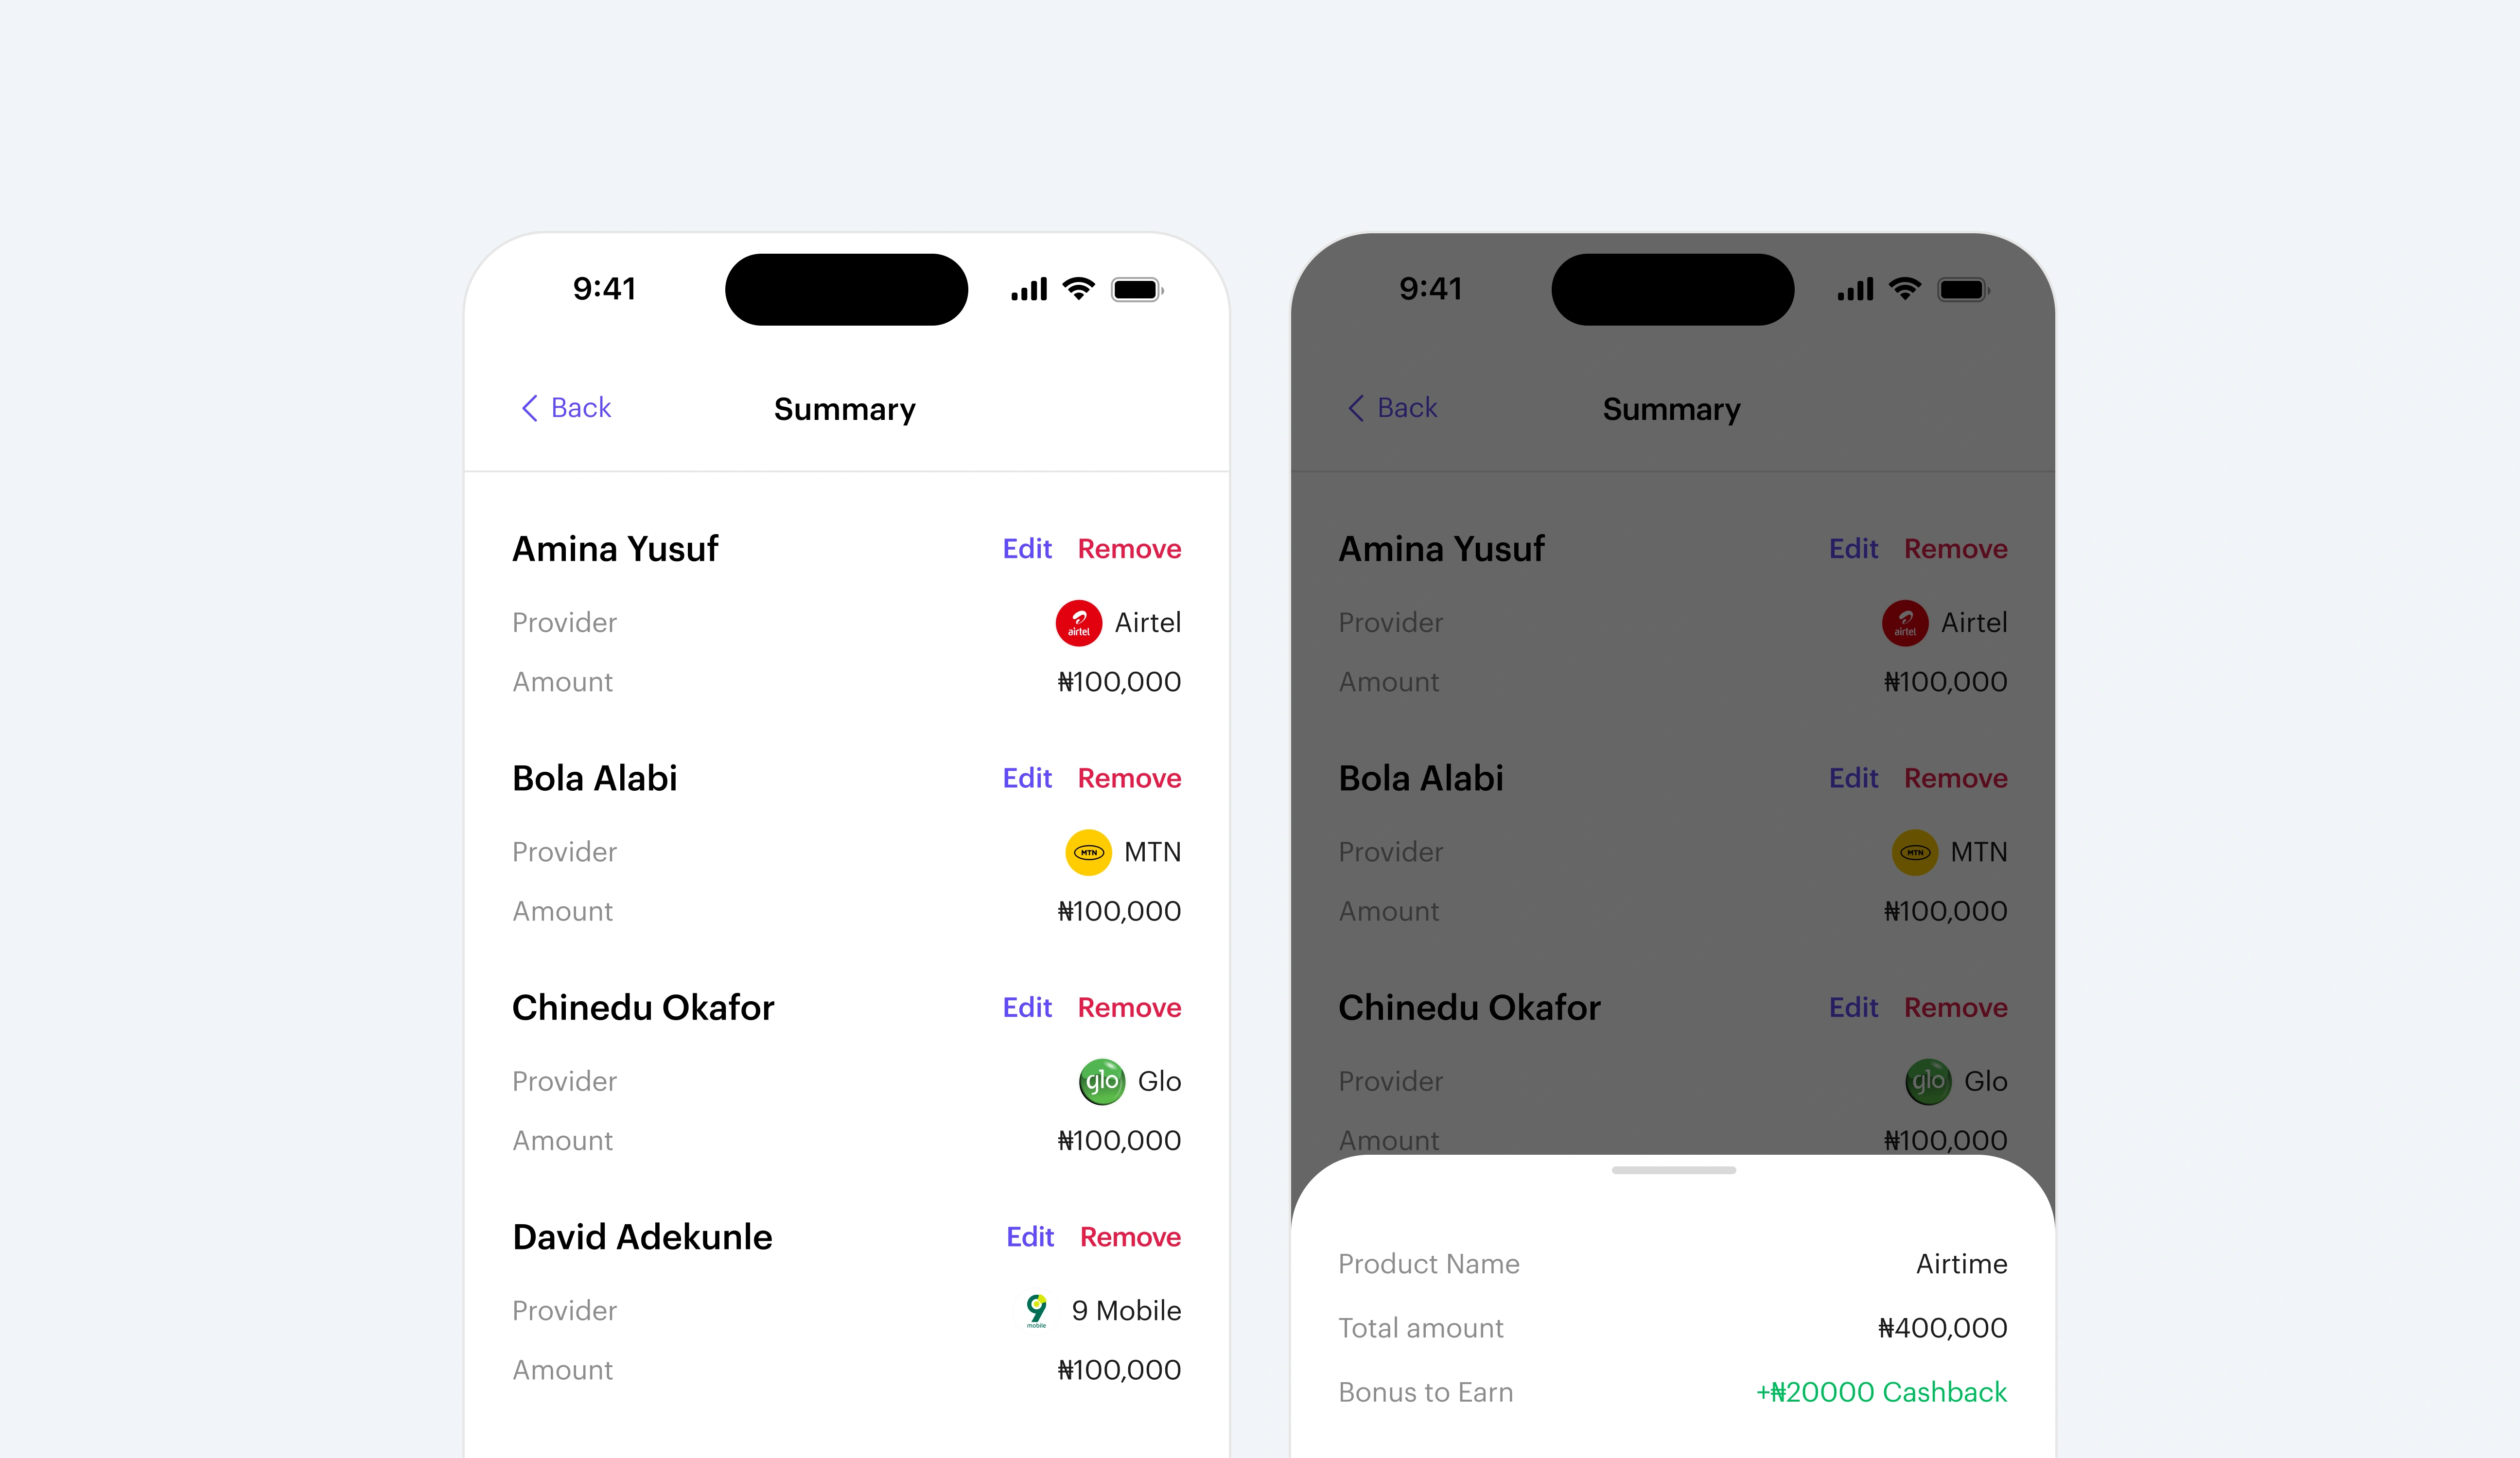 9:41
Back Summary
Amina Yusuf Edit Remove
Provider airtel Airtel
Amount ₦100,000
Bola Alabi Edit Remove
Provider MTN MTN
Amount ₦100,000
Chinedu Okafor Edit Remove
Provider glo Glo
Amount ₦100,000
David Adekunle Edit Remove
Provider 9 mobile 9 Mobile
Amount ₦100,000
9:41
Back Summary
Amina Yusuf Edit Remove
Provider airtel Airtel
Amount ₦100,000
Bola Alabi Edit Remove
Provider MTN MTN
Amount ₦100,000
Chinedu Okafor Edit Remove
Provider glo Glo
Amount ₦100,000
Product Name Airtime
Total amount ₦400,000
Bonus to Earn +₦20000 Cashback